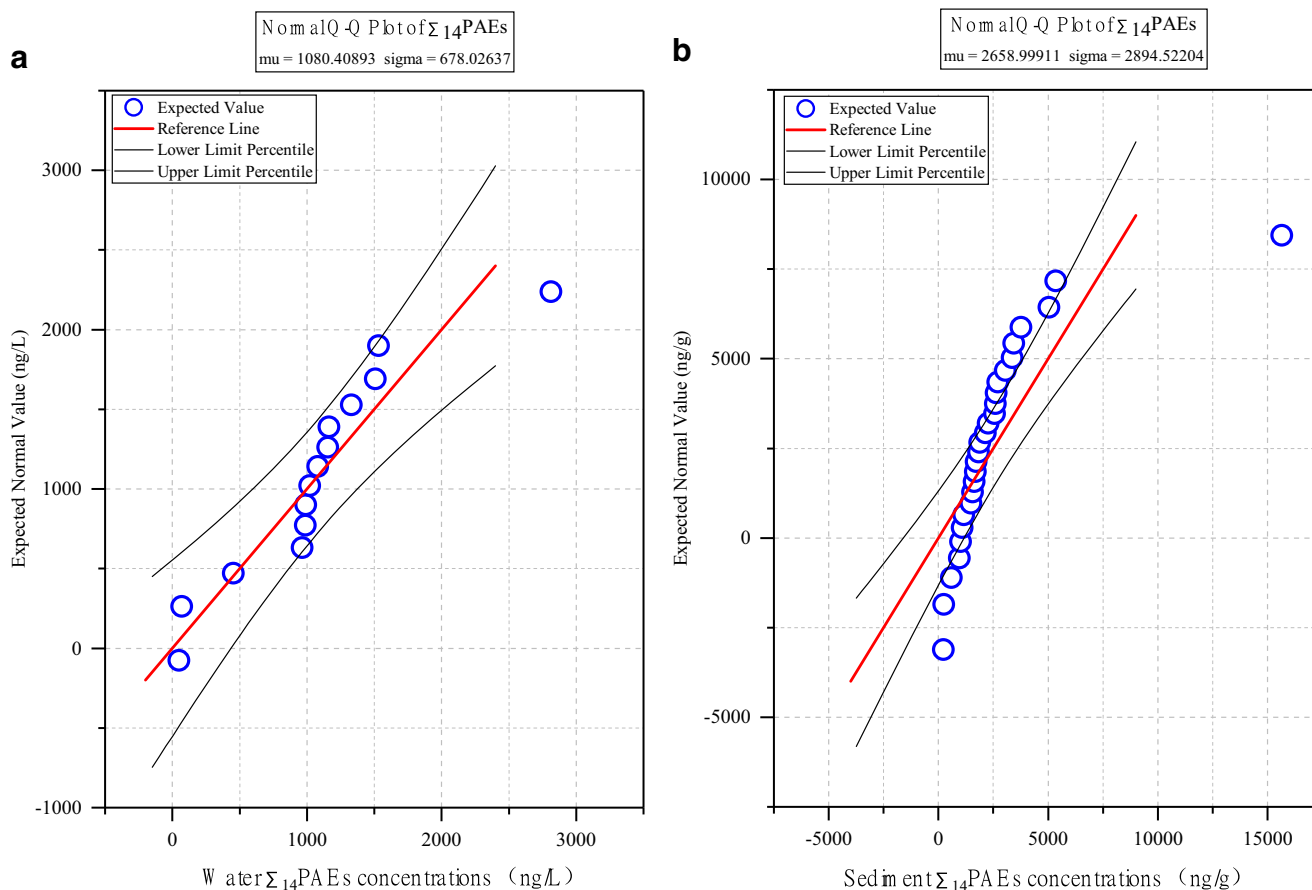 a
Normal Q-Q Plot of Σ14PAEs
mu = 1080.40893 sigma = 678.02637
Expected Value
Reference Line
Lower Limit Percentile
Upper Limit Percentile
3000
2000
1000
0
-1000
Expected Normal Value (ng/L)
0 1000 2000 3000
Water Σ14PAEs concentrations （ng/L）
b
Normal Q-Q Plot of Σ14PAEs
mu = 2658.99911 sigma = 2894.52204
Expected Value
Reference Line
Lower Limit Percentile
Upper Limit Percentile
10000
5000
0
-5000
Expected Normal Value (ng/g)
-5000 0 5000 10000 15000
Sediment Σ14PAEs concentrations （ng/g）